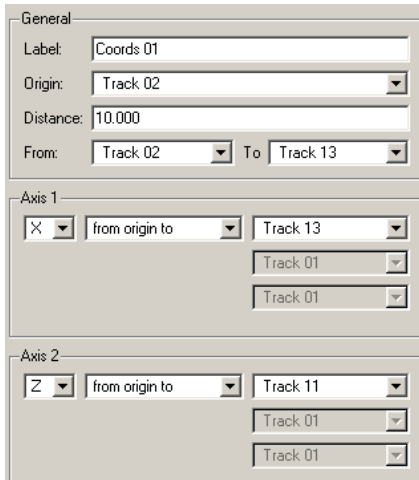 General
Label: Coords 01
Origin: Track 02
Distance: 10.000
From: Track 02 To Track 13
Axis 1
X from origin to Track 13
Track 01
Track 01
Axis 2
Z from origin to Track 11
Track 01
Track 01